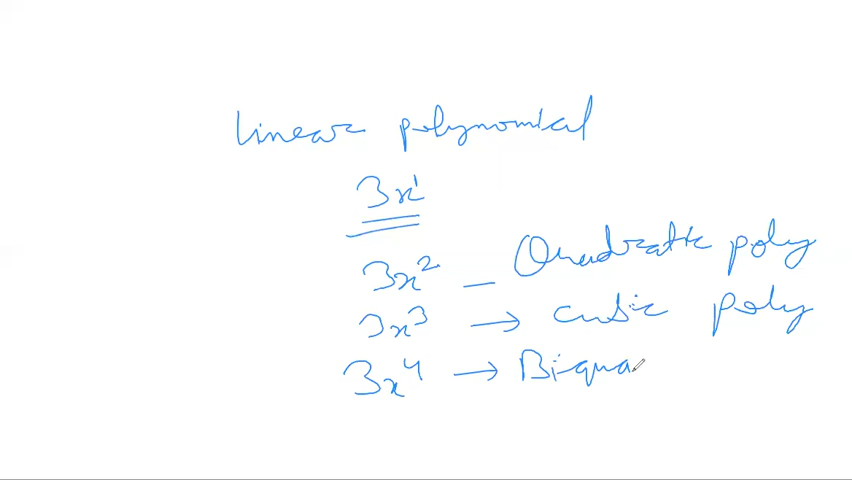 Linear polynomial
3x¹
3x² — Quadratic poly
3x³ → cubic poly
3x⁴ → Biqua